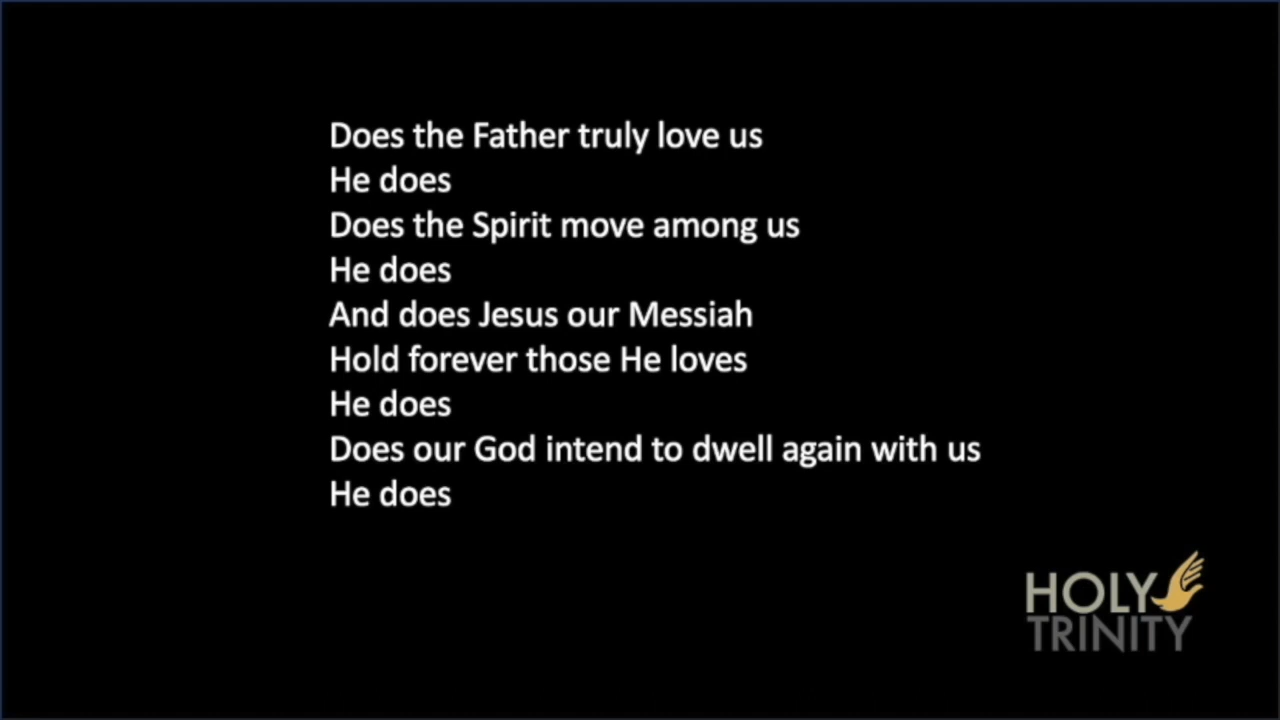 Does the Father truly love us
He does
Does the Spirit move among us
He does
And does Jesus our Messiah
Hold forever those He loves
He does
Does our God intend to dwell again with us
He does
HOLY
TRINITY